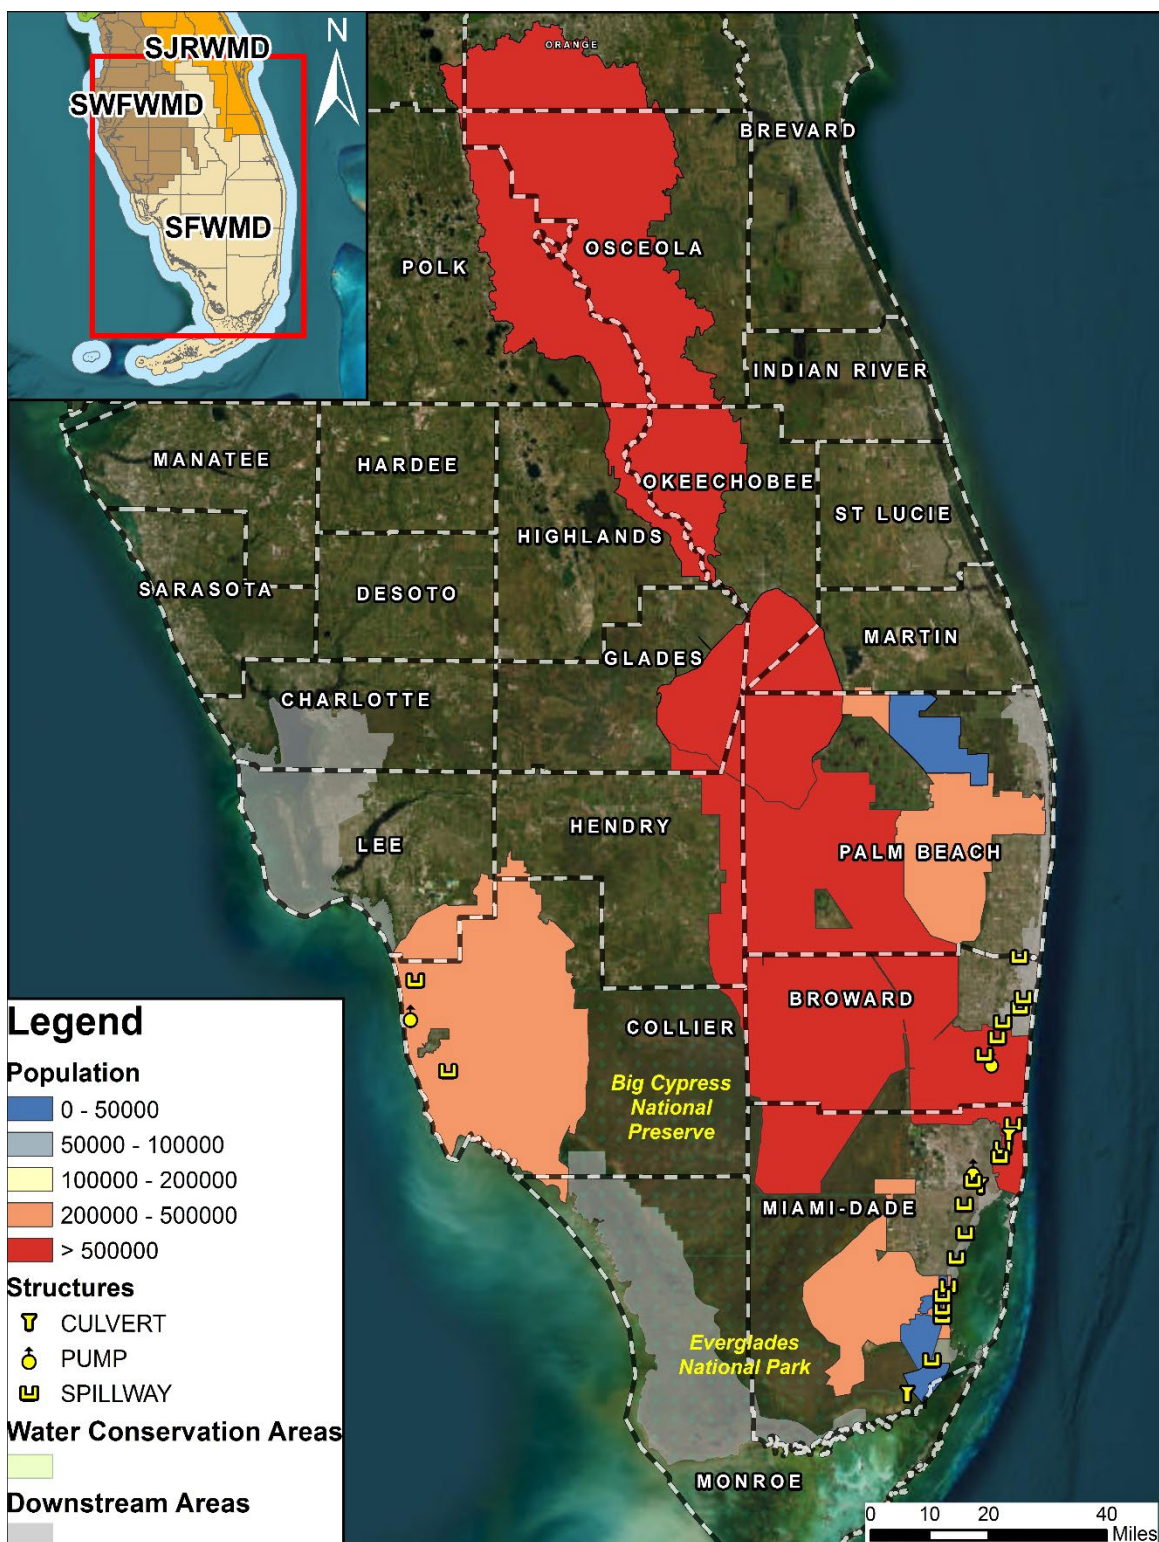 SJRWMD
N
SWFWMD
SFWMD
ORANGE
BREVARD
OSCEOLA
POLK
INDIAN RIVER
MANATEE
HARDEE
OKEECHOBEE
ST LUCIE
HIGHLANDS
SARASOTA
DESOTO
MARTIN
GLADES
CHARLOTTE
HENDRY
LEE
PALM BEACH
BROWARD
COLLIER
Big Cypress
National
Preserve
MIAMI-DADE
Everglades
National Park
MONROE
Legend
Population
0 - 50000
50000 - 100000
100000 - 200000
200000 - 500000
> 500000
Structures
CULVERT
PUMP
SPILLWAY
Water Conservation Areas
Downstream Areas
0 10 20 40
Miles